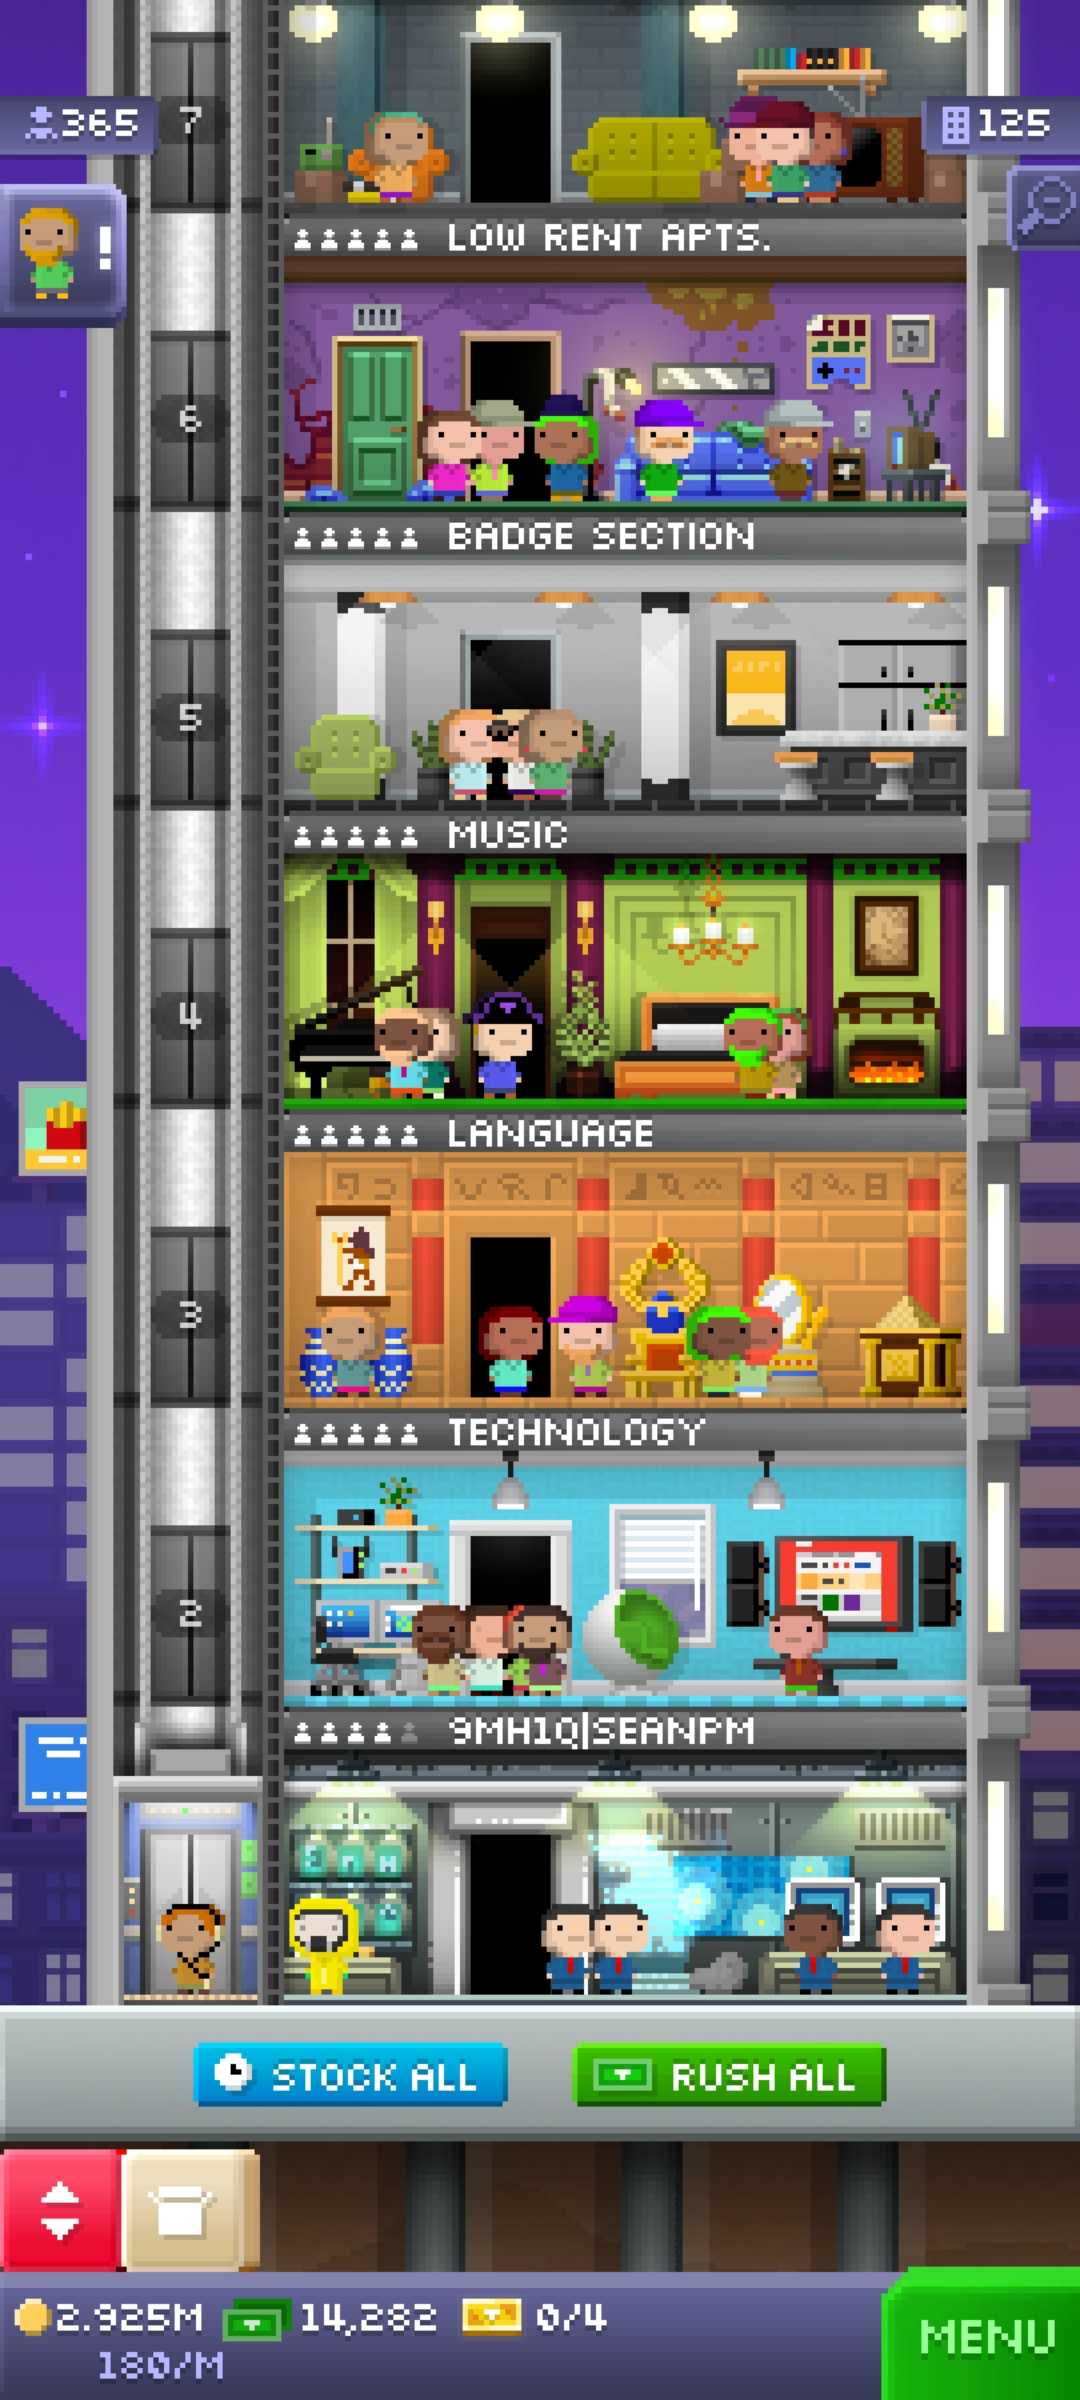 7
365
125
!
LOW RENT APTS.
6
BADGE SECTION
5
MUSIC
4
LANGUAGE
3
TECHNOLOGY
2
9MH1Q|SEANPM
STOCK ALL
RUSH ALL
2.925M
14,282
0/4
180/M
MENU